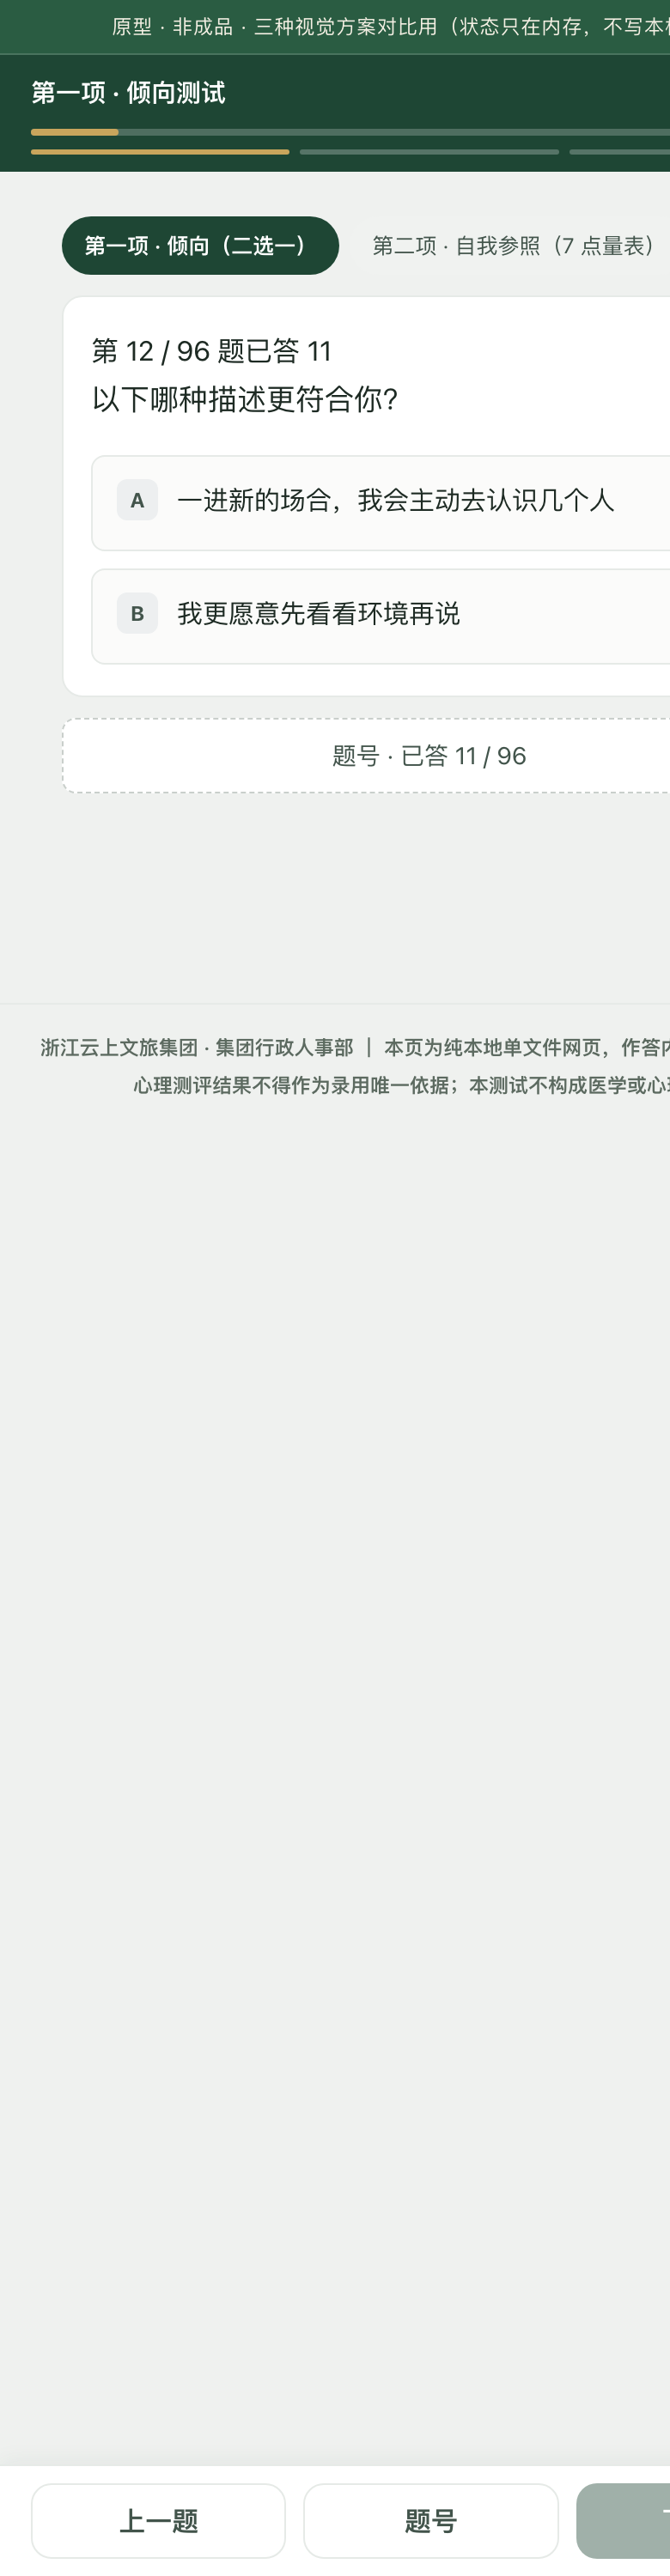 原型 · 非成品 · 三种视觉方案对比用（状态只在内存，不写本
第一项 · 倾向测试
第一项 · 倾向（二选一）
第二项 · 自我参照（7 点量表）
第 12 / 96 题已答 11
以下哪种描述更符合你?
A 一进新的场合，我会主动去认识几个人
B 我更愿意先看看环境再说
题号 · 已答 11 / 96
浙江云上文旅集团 · 集团行政人事部 ｜ 本页为纯本地单文件网页，作答
心理测评结果不得作为录用唯一依据；本测试不构成医学或心
上一题
题号